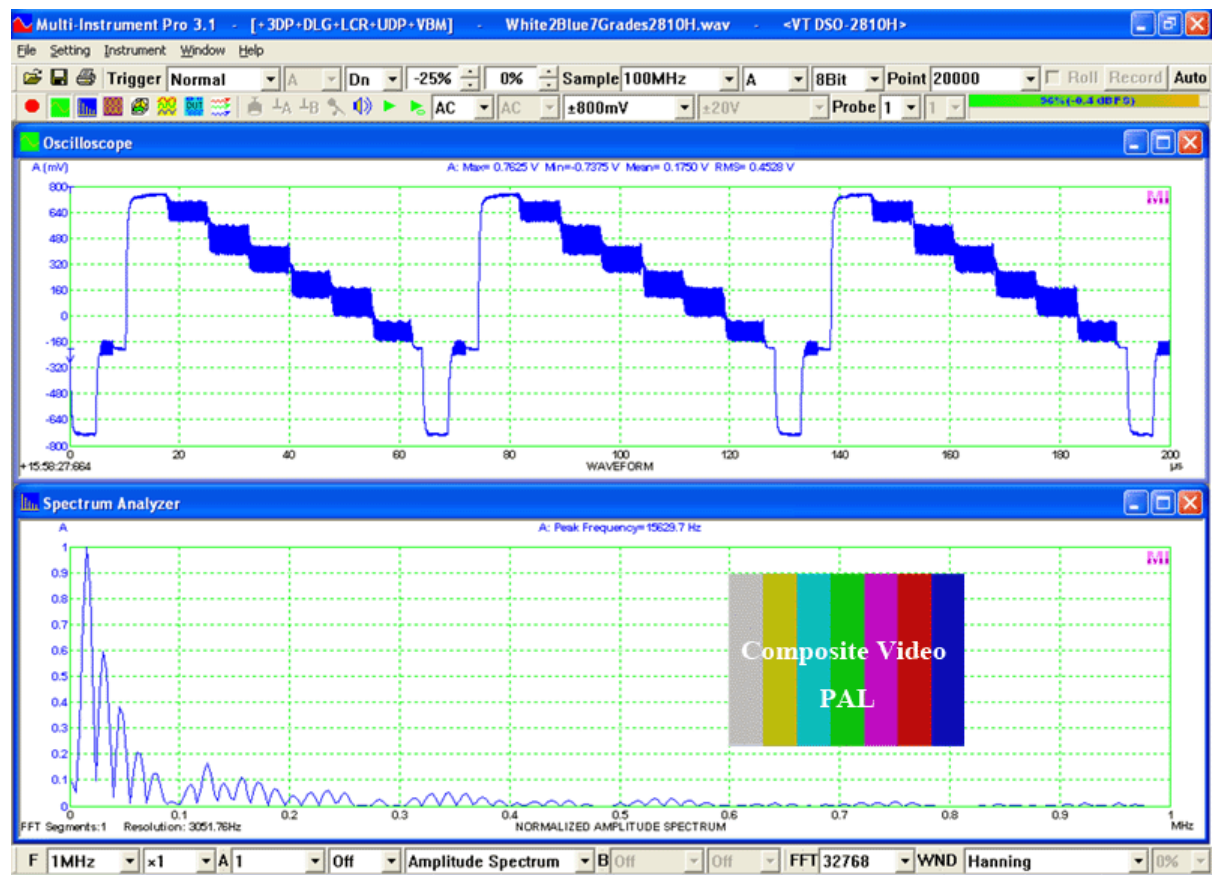 Multi-Instrument Pro 3.1 - [+3DP+DLG+LCR+UDP+VBM] - White2Blue7Grades2810H.wav - <VT DSO-2810H>
File Setting Instrument Window Help
Trigger Normal A Dn -25% 0% Sample 100MHz A 8Bit Point 20000 Roll Record Auto
DUT A B AC AC ±800mV ±20V Probe 1 1 96%(-0.4 dBFS)
Oscilloscope
A (mV) A: Max= 0.7625 V Min=-0.7375 V Mean= 0.1750 V RMS= 0.4528 V
800
MI
640
480
320
160
0
-160
-320
-480
-640
-800
0 20 40 60 80 100 120 140 160 180 200
+15:58:27:664 WAVEFORM µs
Spectrum Analyzer
A A: Peak Frequency=15629.7 Hz
1
MI
0.9
0.8
0.7
0.6
Composite Video
0.5
PAL
0.4
0.3
0.2
0.1
0
0 0.1 0.2 0.3 0.4 0.5 0.6 0.7 0.8 0.9 1
FFT Segments:1 Resolution: 3051.76Hz NORMALIZED AMPLITUDE SPECTRUM MHz
F 1MHz ×1 A 1 Off Amplitude Spectrum B Off Off FFT 32768 WND Hanning 0%